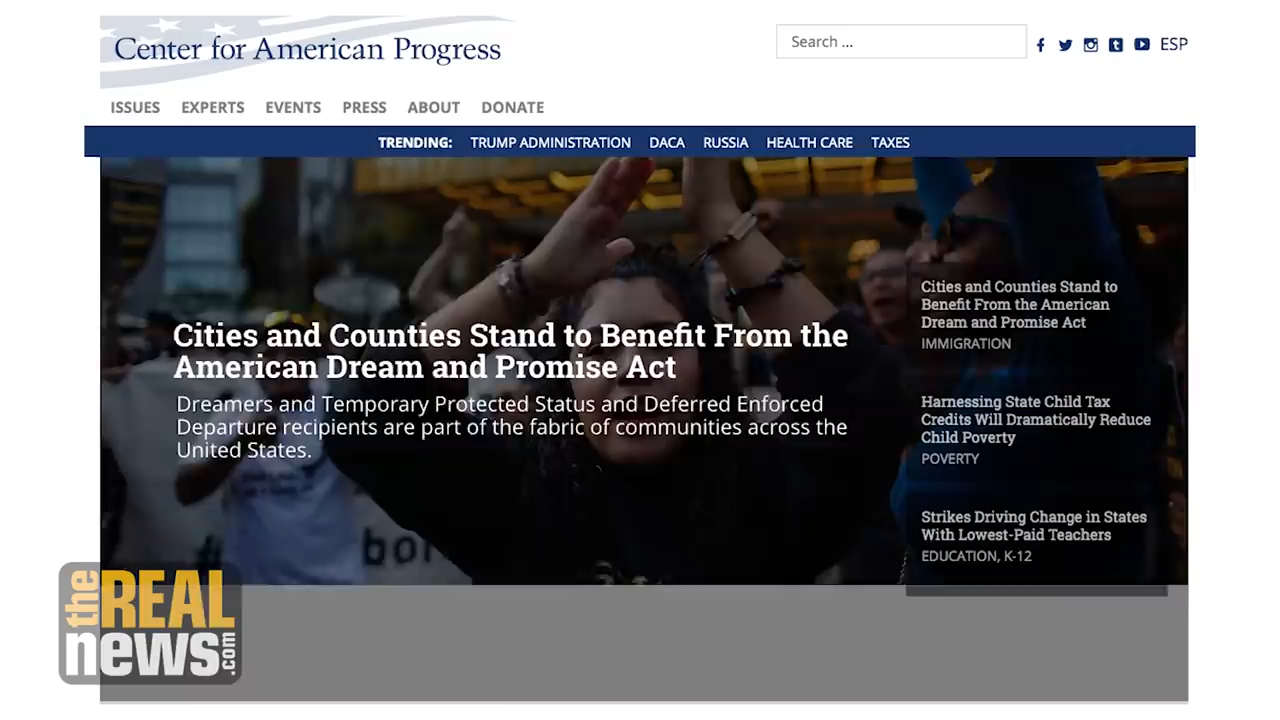 Center for American Progress
Search ...
ESP
ISSUES EXPERTS EVENTS PRESS ABOUT DONATE
TRENDING: TRUMP ADMINISTRATION DACA RUSSIA HEALTH CARE TAXES
Cities and Counties Stand to Benefit From the
American Dream and Promise Act
Dreamers and Temporary Protected Status and Deferred Enforced
Departure recipients are part of the fabric of communities across the
United States.
Cities and Counties Stand to
Benefit From the American
Dream and Promise Act
IMMIGRATION
Harnessing State Child Tax
Credits Will Dramatically Reduce
Child Poverty
POVERTY
Strikes Driving Change in States
With Lowest-Paid Teachers
EDUCATION, K-12
bor
the REAL
news.com